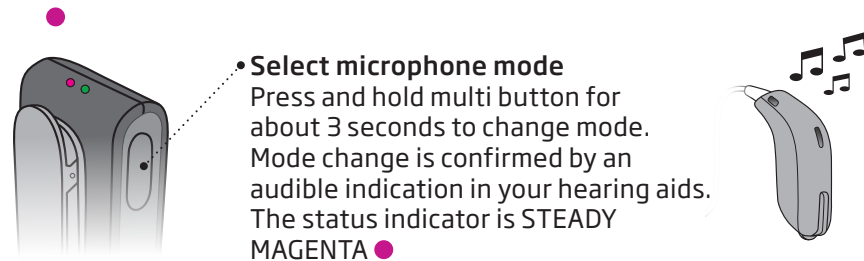 Select microphone mode
Press and hold multi button for
about 3 seconds to change mode.
Mode change is confirmed by an
audible indication in your hearing aids.
The status indicator is STEADY
MAGENTA